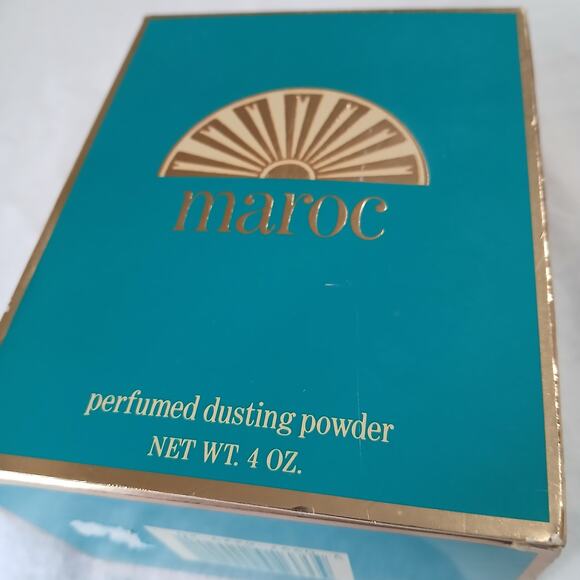 maroc
perfumed dusting powder
NET WT. 4 OZ.